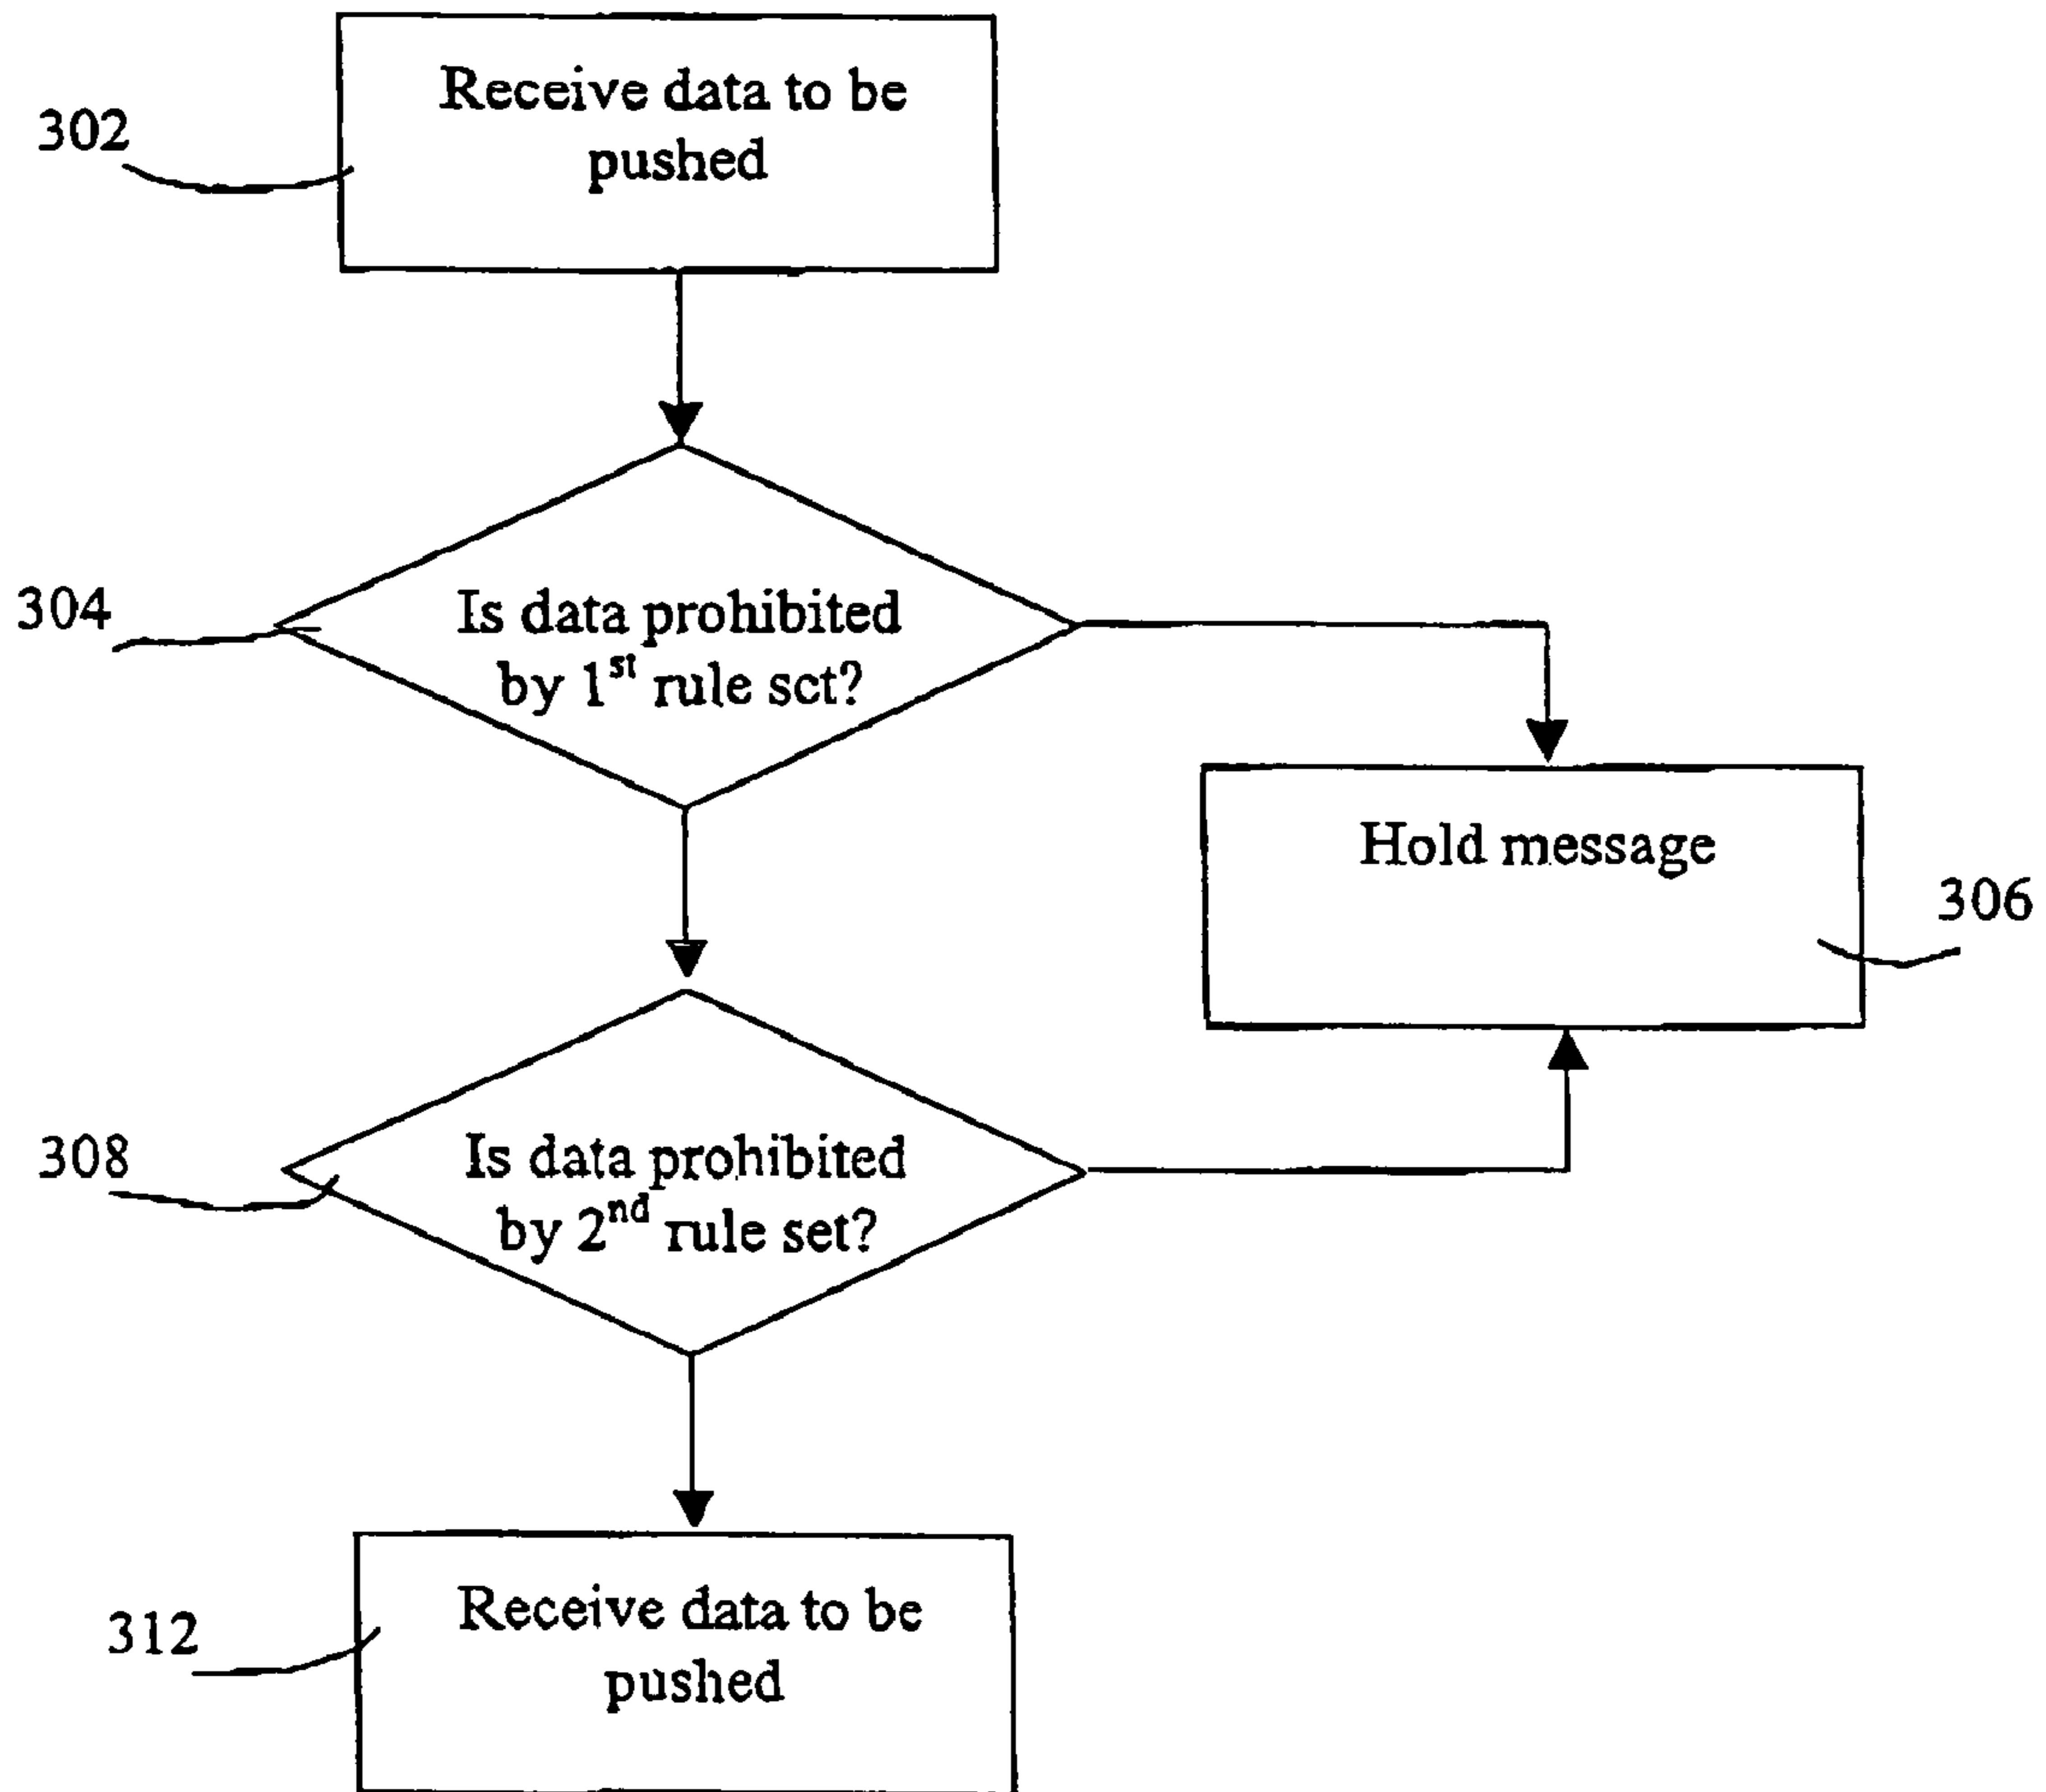 Receive data to be
pushed
302
304
Is data prohibited
by 1st rule sct?
Hold message
306
308
Is data prohibited
by 2nd rule set?
312
Receive data to be
pushed